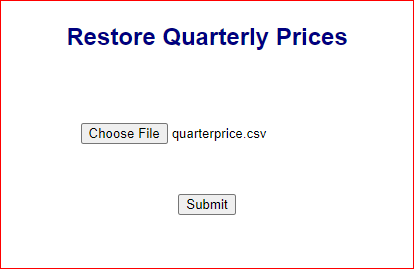 Restore Quarterly Prices
Choose File quarterprice.csv
Submit